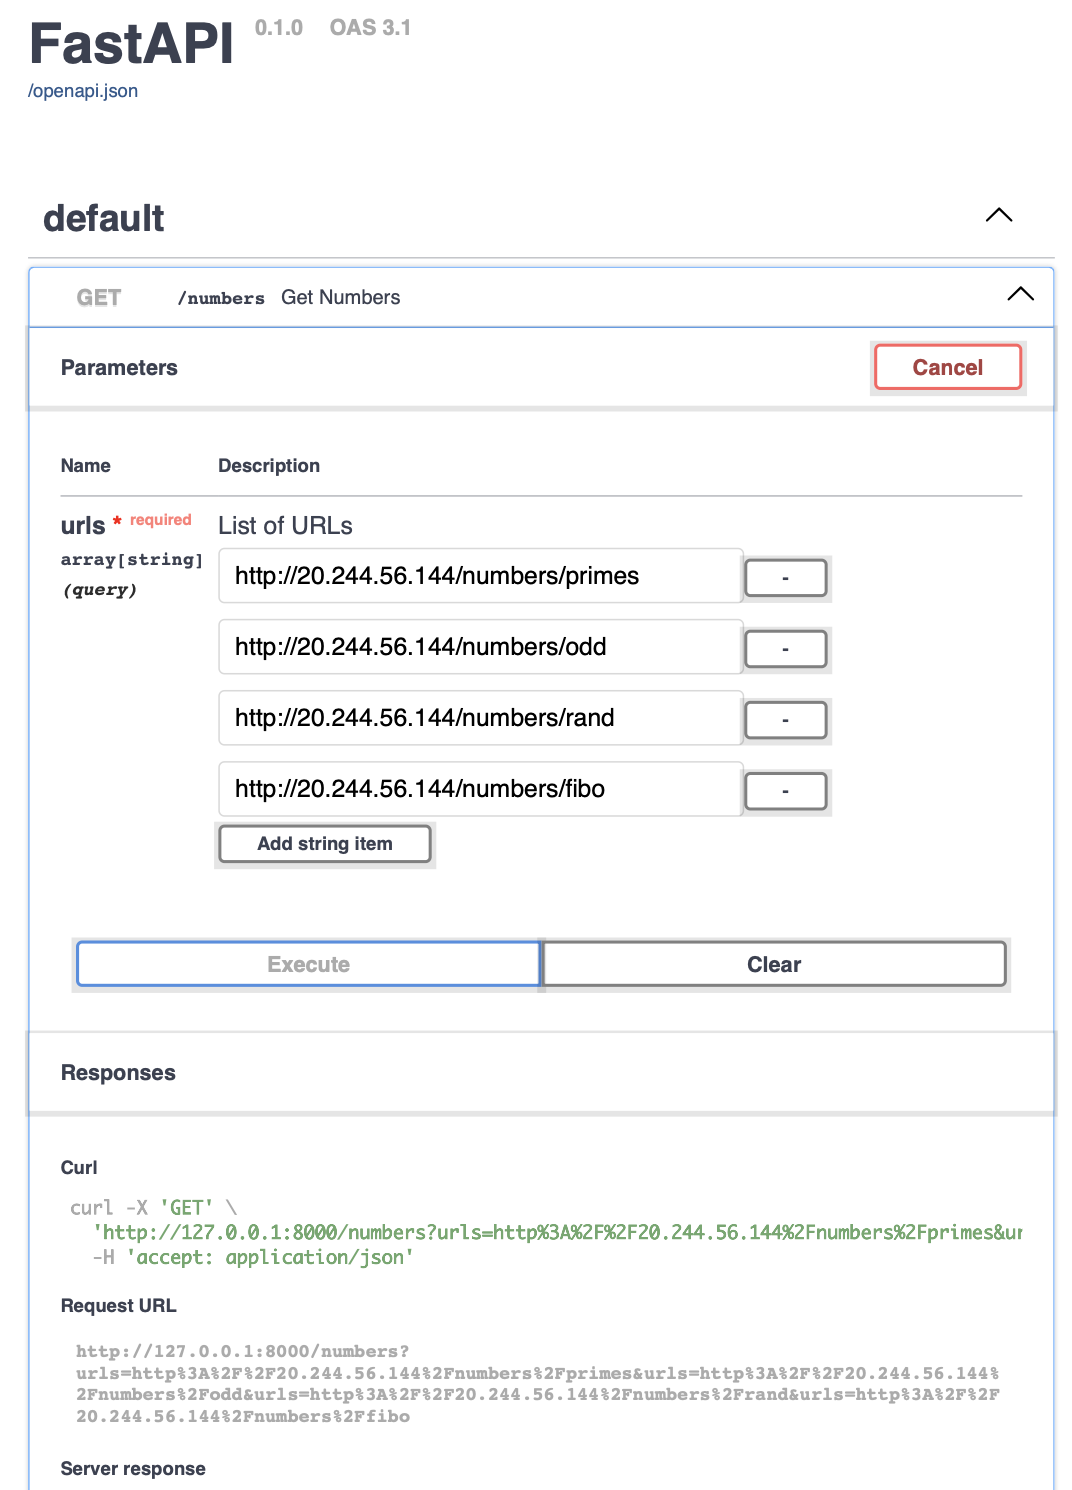 FastAPI 0.1.0 OAS 3.1
/openapi.json
default
GET /numbers Get Numbers
Parameters Cancel
Name Description
urls * required List of URLs
array[string] http://20.244.56.144/numbers/primes -
(query)
http://20.244.56.144/numbers/odd -
http://20.244.56.144/numbers/rand -
http://20.244.56.144/numbers/fibo -
Add string item
Execute Clear
Responses
Curl
curl -X 'GET' \
'http://127.0.0.1:8000/numbers?urls=http%3A%2F%2F20.244.56.144%2Fnumbers%2Fprimes&ur
-H 'accept: application/json'
Request URL
http://127.0.0.1:8000/numbers?
urls=http%3A%2F%2F20.244.56.144%2Fnumbers%2Fprimes&urls=http%3A%2F%2F20.244.56.144%
2Fnumbers%2Fodd&urls=http%3A%2F%2F20.244.56.144%2Fnumbers%2Frand&urls=http%3A%2F%2F
20.244.56.144%2Fnumbers%2Ffibo
Server response